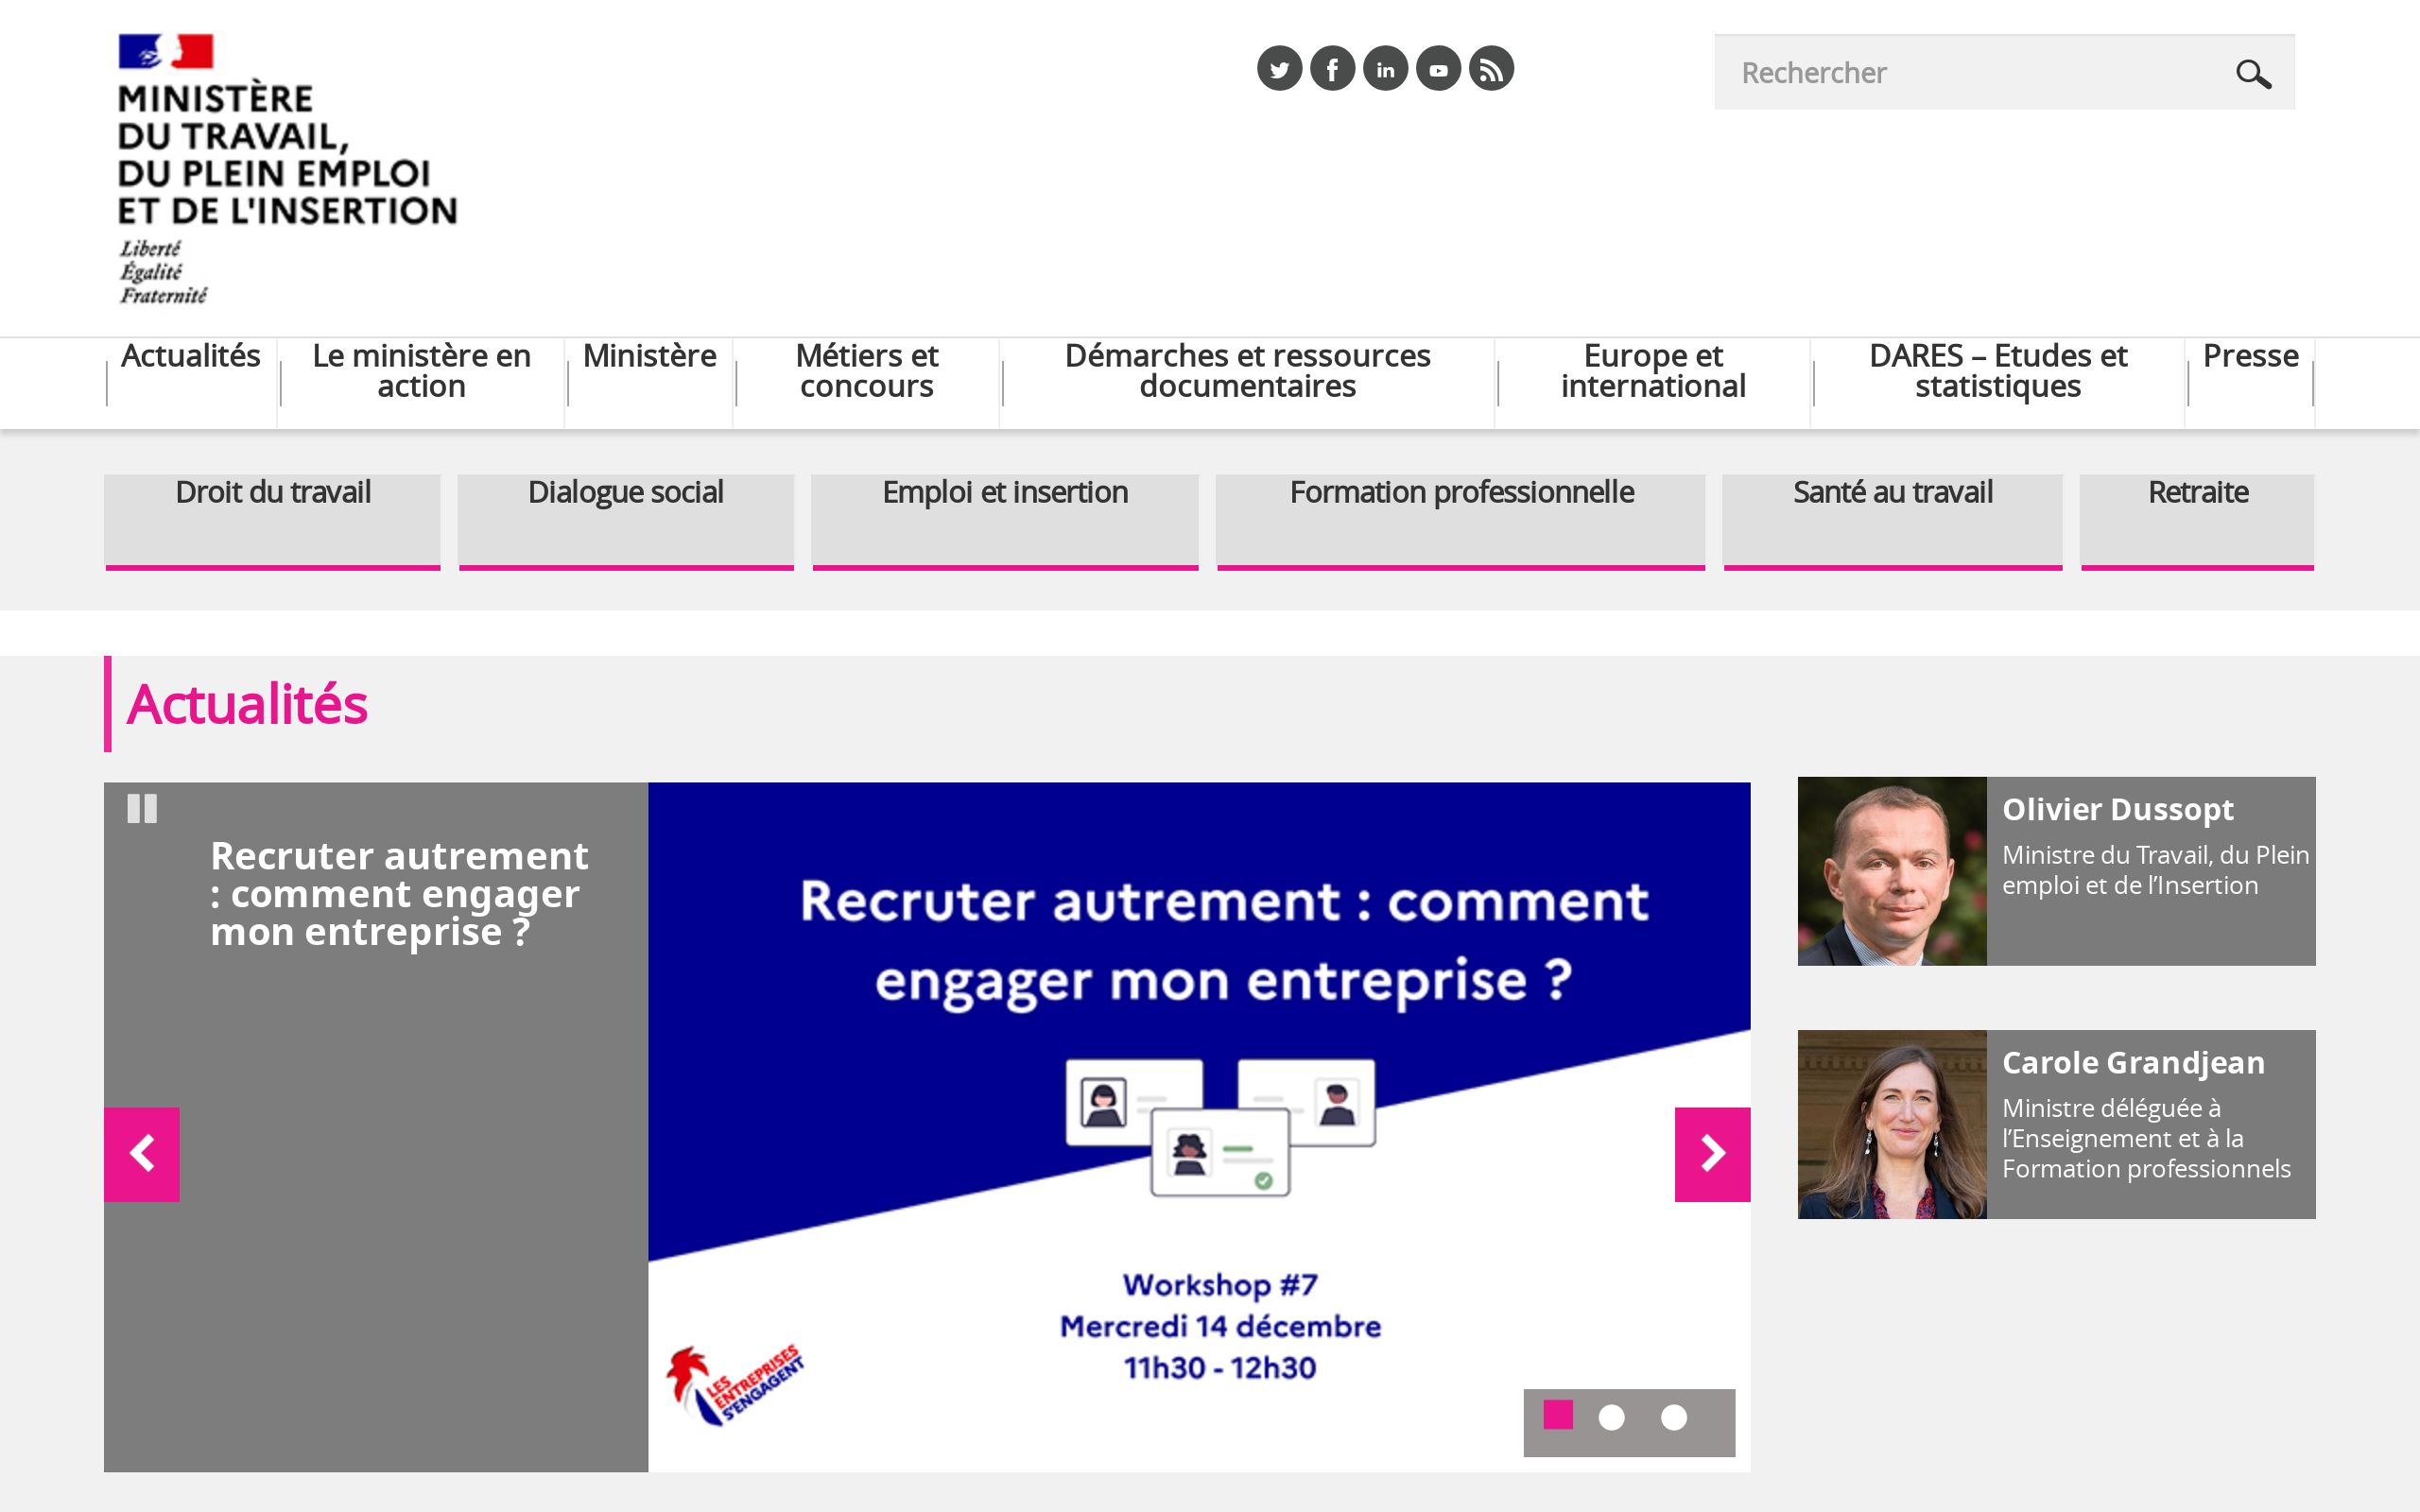 MINISTÈRE
DU TRAVAIL,
DU PLEIN EMPLOI
ET DE L'INSERTION
Liberté
Égalité
Fraternité
Rechercher
Actualités
Le ministère en
action
Ministère
Métiers et
concours
Démarches et ressources
documentaires
Europe et
international
DARES – Etudes et
statistiques
Presse
Droit du travail
Dialogue social
Emploi et insertion
Formation professionnelle
Santé au travail
Retraite
Actualités
Recruter autrement
: comment engager
mon entreprise ?
Recruter autrement : comment
engager mon entreprise ?
Workshop #7
Mercredi 14 décembre
11h30 - 12h30
LES
ENTREPRISES
S'ENGAGENT
Olivier Dussopt
Ministre du Travail, du Plein
emploi et de l’Insertion
Carole Grandjean
Ministre déléguée à
l’Enseignement et à la
Formation professionnels